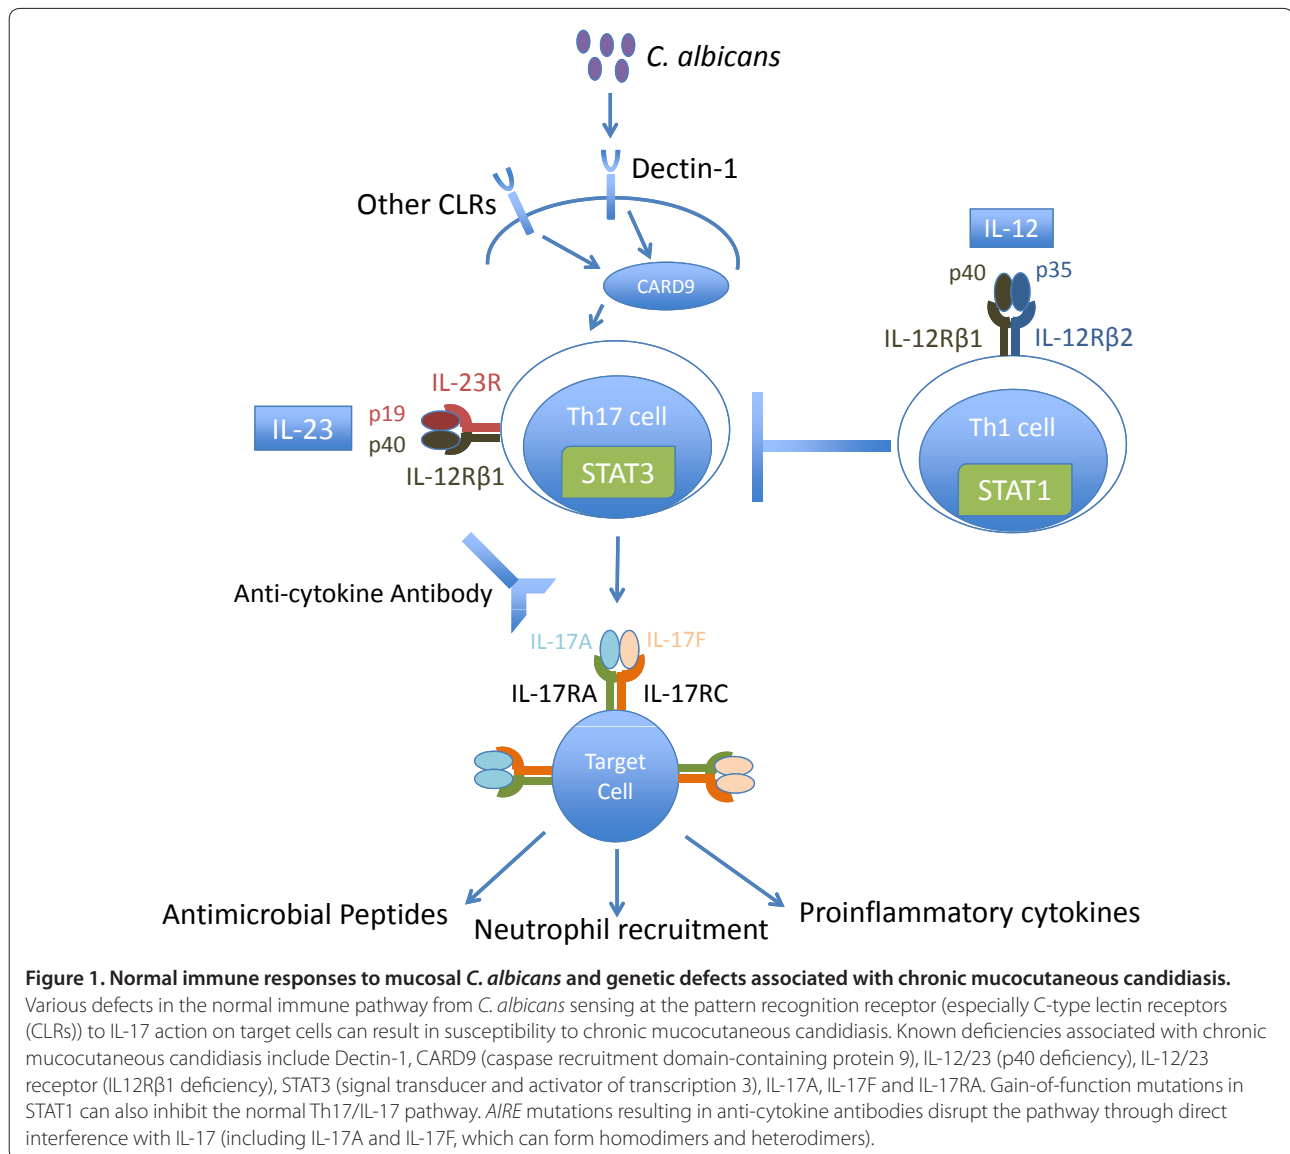 C. albicans
Dectin-1
Other CLRs
CARD9
IL-12
p40
p35
IL-12Rβ1
IL-12Rβ2
IL-23R
IL-23
p19
p40
IL-12Rβ1
Th17 cell
STAT3
Th1 cell
STAT1
Anti-cytokine Antibody
IL-17A
IL-17F
IL-17RA
IL-17RC
Target
Cell
Antimicrobial Peptides
Neutrophil recruitment
Proinflammatory cytokines
Figure 1. Normal immune responses to mucosal C. albicans and genetic defects associated with chronic mucocutaneous candidiasis.
Various defects in the normal immune pathway from C. albicans sensing at the pattern recognition receptor (especially C-type lectin receptors
(CLRs)) to IL-17 action on target cells can result in susceptibility to chronic mucocutaneous candidiasis. Known deficiencies associated with chronic
mucocutaneous candidiasis include Dectin-1, CARD9 (caspase recruitment domain-containing protein 9), IL-12/23 (p40 deficiency), IL-12/23
receptor (IL12Rβ1 deficiency), STAT3 (signal transducer and activator of transcription 3), IL-17A, IL-17F and IL-17RA. Gain-of-function mutations in
STAT1 can also inhibit the normal Th17/IL-17 pathway. AIRE mutations resulting in anti-cytokine antibodies disrupt the pathway through direct
interference with IL-17 (including IL-17A and IL-17F, which can form homodimers and heterodimers).